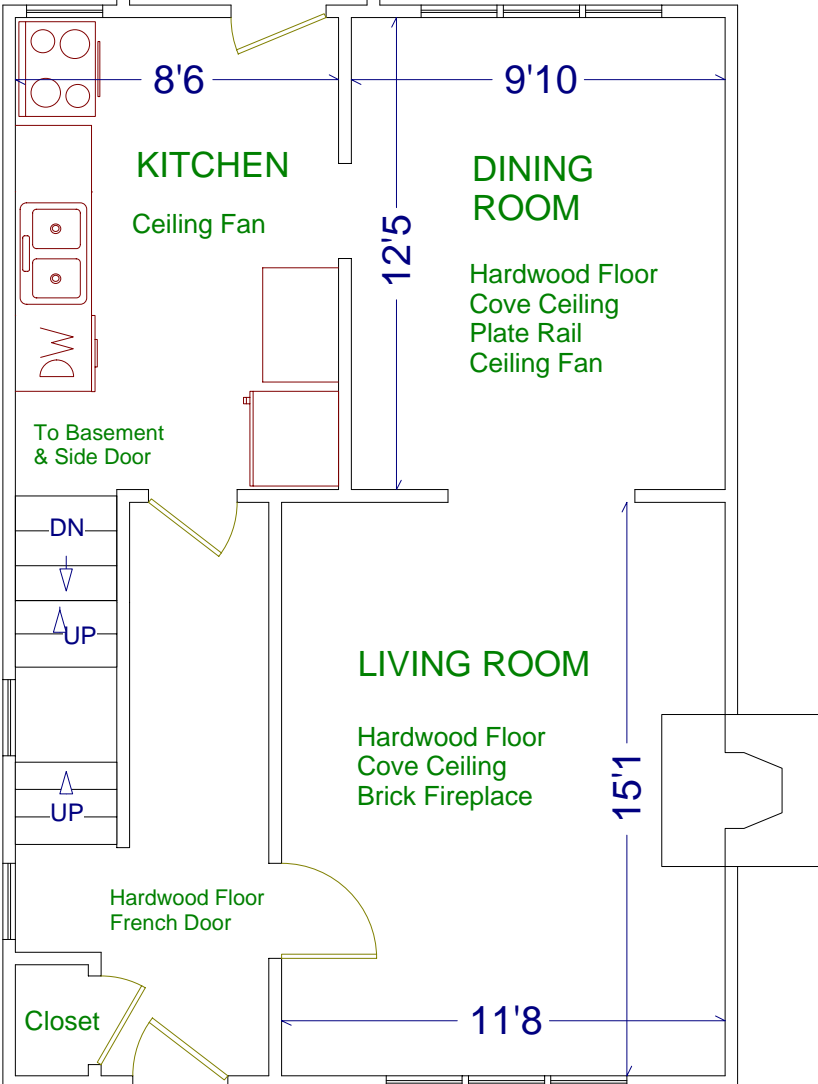 8'6
9'10
KITCHEN
Ceiling Fan
DINING
ROOM
12'5
Hardwood Floor
Cove Ceiling
Plate Rail
Ceiling Fan
DW
To Basement
& Side Door
DN
UP
LIVING ROOM
Hardwood Floor
Cove Ceiling
Brick Fireplace
15'1
UP
Hardwood Floor
French Door
Closet
11'8